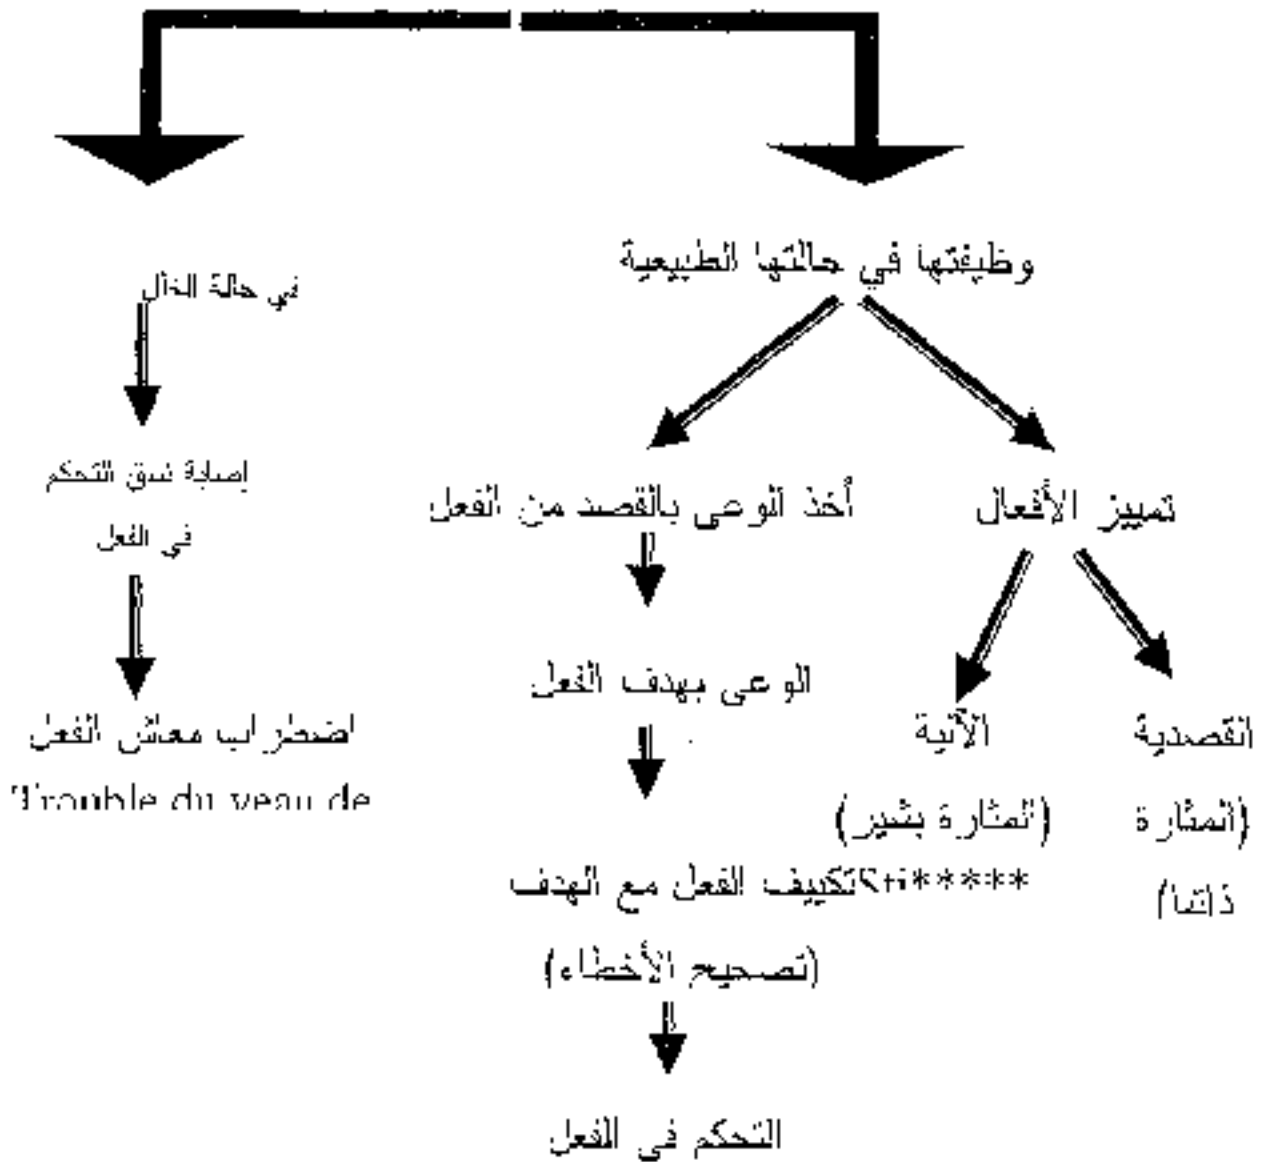 وظيفتها في حالتها الطبيعية
في حالة الخلل
إصابة نسق التحكم
في الفعل
أخذ الوعي بالقصد من الفعل
تمييز الأفعال
الوعي بهدف الفعل
اضطراب معاش الفعل
Trouble du veau de
الآلية
القصدية
(المثارة بشير)
(المثارة
ذاتيا)
*****تكييف الفعل مع الهدف
(تصحيح الأخطاء)
التحكم في الفعل